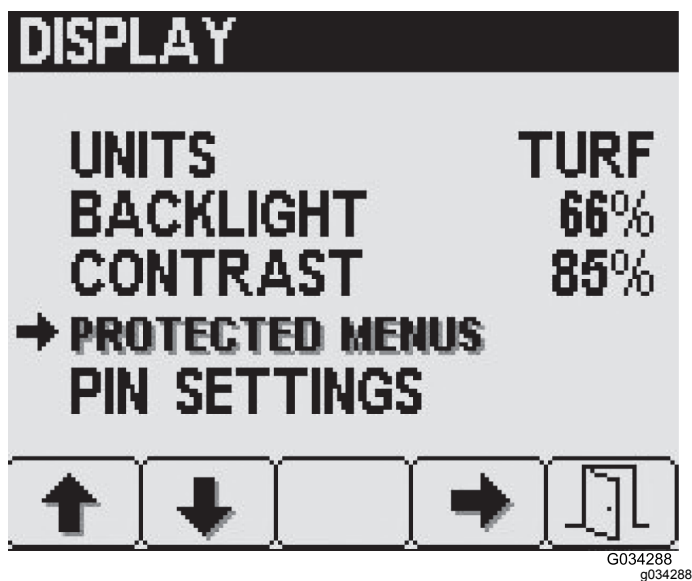 DISPLAY
UNITS TURF
BACKLIGHT 66%
CONTRAST 85%
PROTECTED MENUS
PIN SETTINGS
G034288
g034288